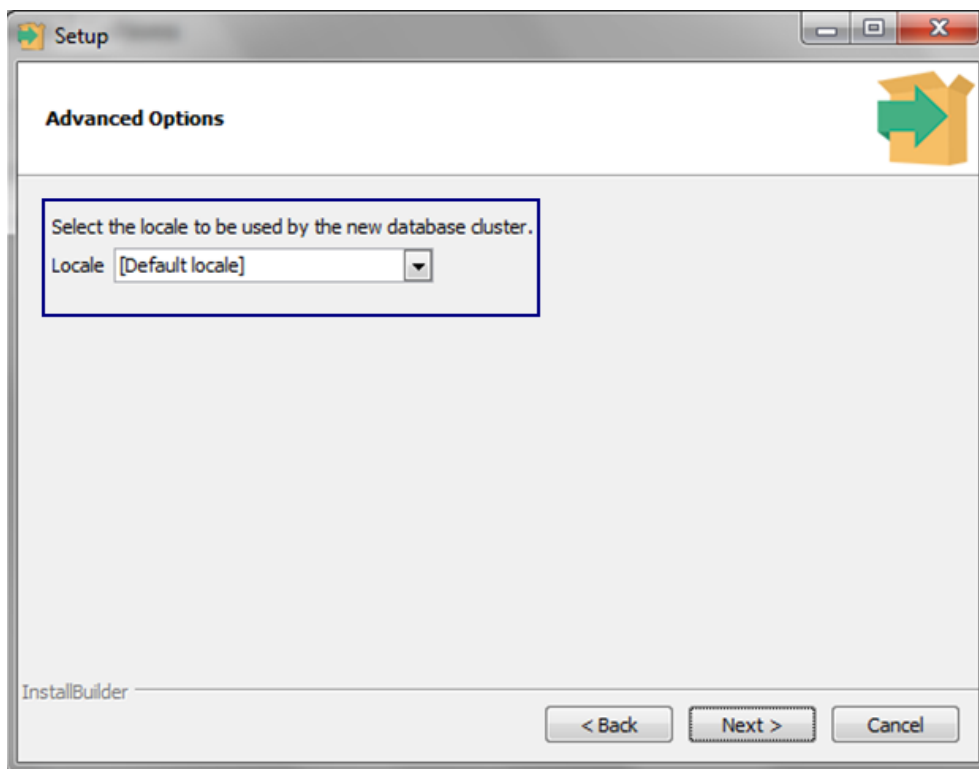 Setup
Advanced Options
Select the locale to be used by the new database cluster.
Locale [Default locale]
InstallBuilder
< Back Next > Cancel